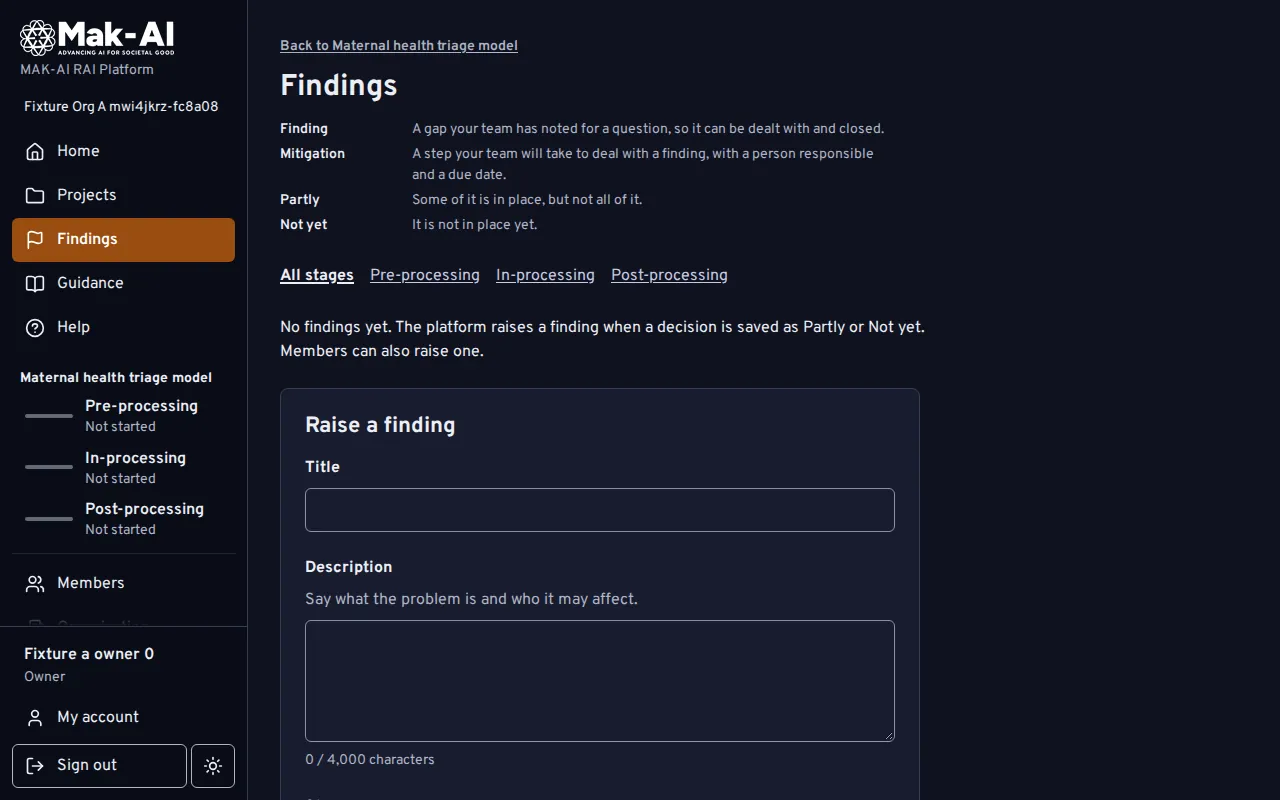 Mak-AI
ADVANCING AI FOR SOCIETAL GOOD
MAK-AI RAI Platform
Fixture Org A mwi4jkrz-fc8a08
Home
Projects
Findings
Guidance
Help
Maternal health triage model
Pre-processing
Not started
In-processing
Not started
Post-processing
Not started
Members
Fixture a owner 0
Owner
My account
Sign out
Back to Maternal health triage model
Findings
Finding A gap your team has noted for a question, so it can be dealt with and closed.
Mitigation A step your team will take to deal with a finding, with a person responsible
and a due date.
Partly Some of it is in place, but not all of it.
Not yet It is not in place yet.
All stages Pre-processing In-processing Post-processing
No findings yet. The platform raises a finding when a decision is saved as Partly or Not yet.
Members can also raise one.
Raise a finding
Title
Description
Say what the problem is and who it may affect.
0 / 4,000 characters